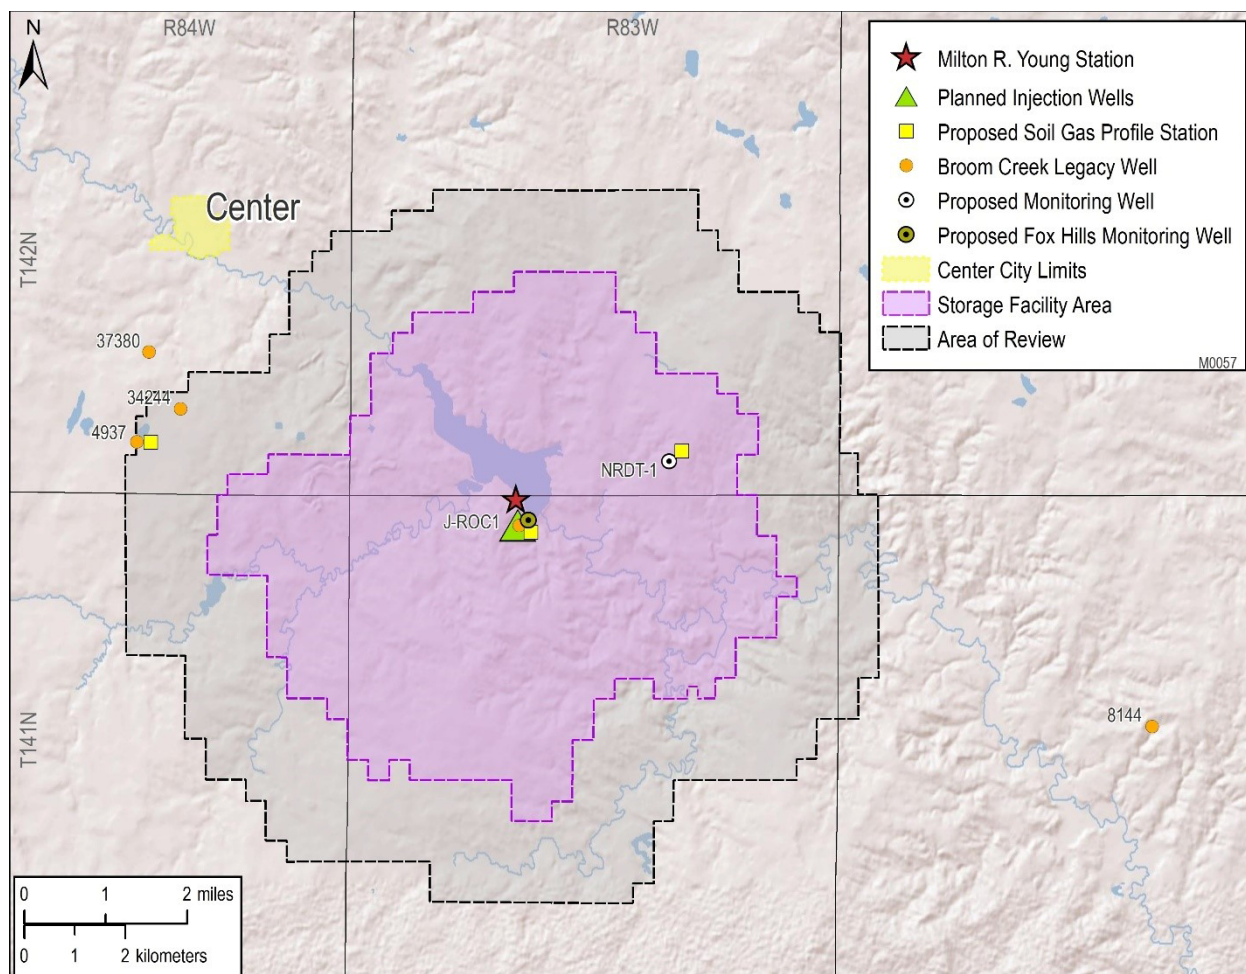 N
R84W
R83W
Milton R. Young Station
Planned Injection Wells
Proposed Soil Gas Profile Station
Broom Creek Legacy Well
Proposed Monitoring Well
Proposed Fox Hills Monitoring Well
Center City Limits
Storage Facility Area
Area of Review
M0057
Center
T142N
37380
34244
4937
NRDT-1
J-ROC1
T141N
8144
0 1 2 miles
0 1 2 kilometers